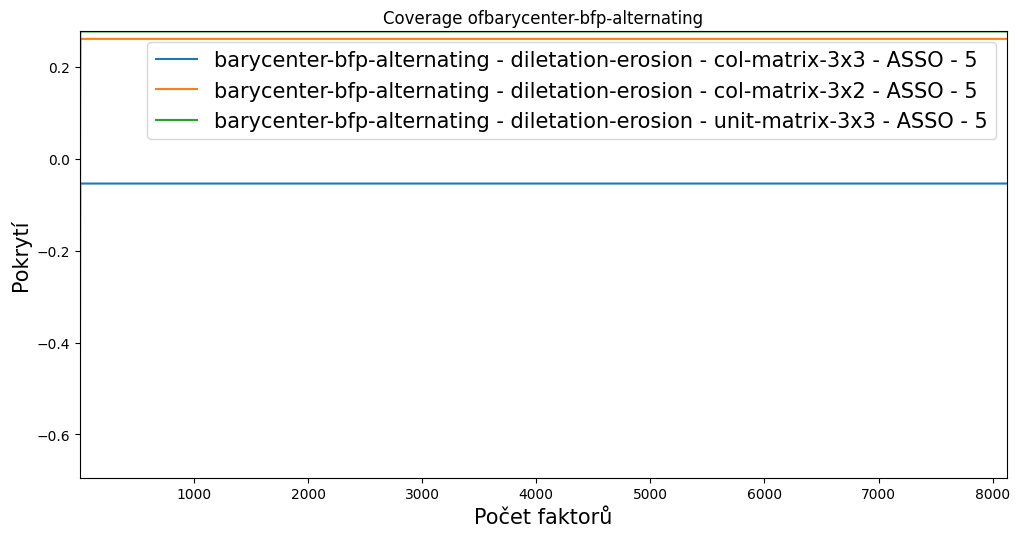 Coverage ofbarycenter-bfp-alternating
barycenter-bfp-alternating - diletation-erosion - col-matrix-3x3 - ASSO - 5
barycenter-bfp-alternating - diletation-erosion - col-matrix-3x2 - ASSO - 5
barycenter-bfp-alternating - diletation-erosion - unit-matrix-3x3 - ASSO - 5
Pokrytí
0.2
0.0
−0.2
−0.4
−0.6
1000 2000 3000 4000 5000 6000 7000 8000
Počet faktorů